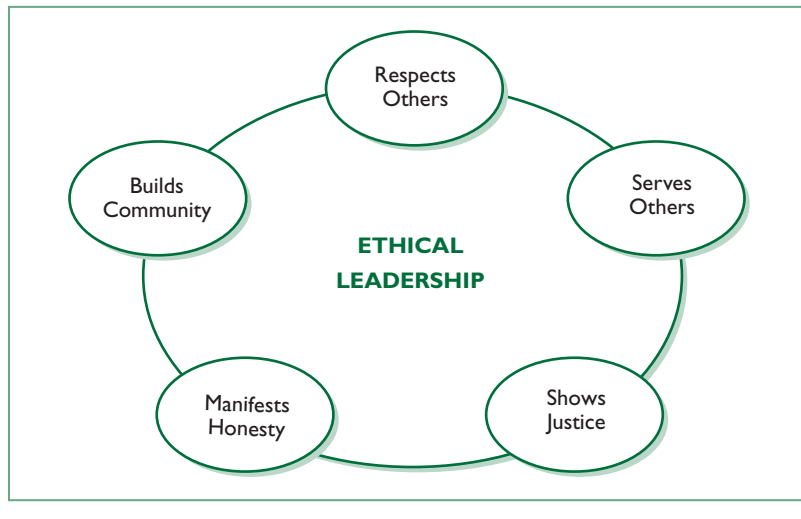 Respects
Others
Serves
Others
Shows
Justice
Manifests
Honesty
Builds
Community
ETHICAL
LEADERSHIP